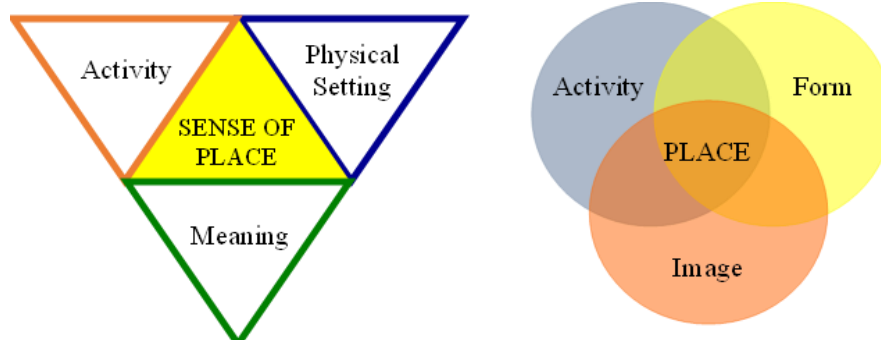 Activity
Physical
Setting
SENSE OF
PLACE
Meaning
Activity
Form
PLACE
Image